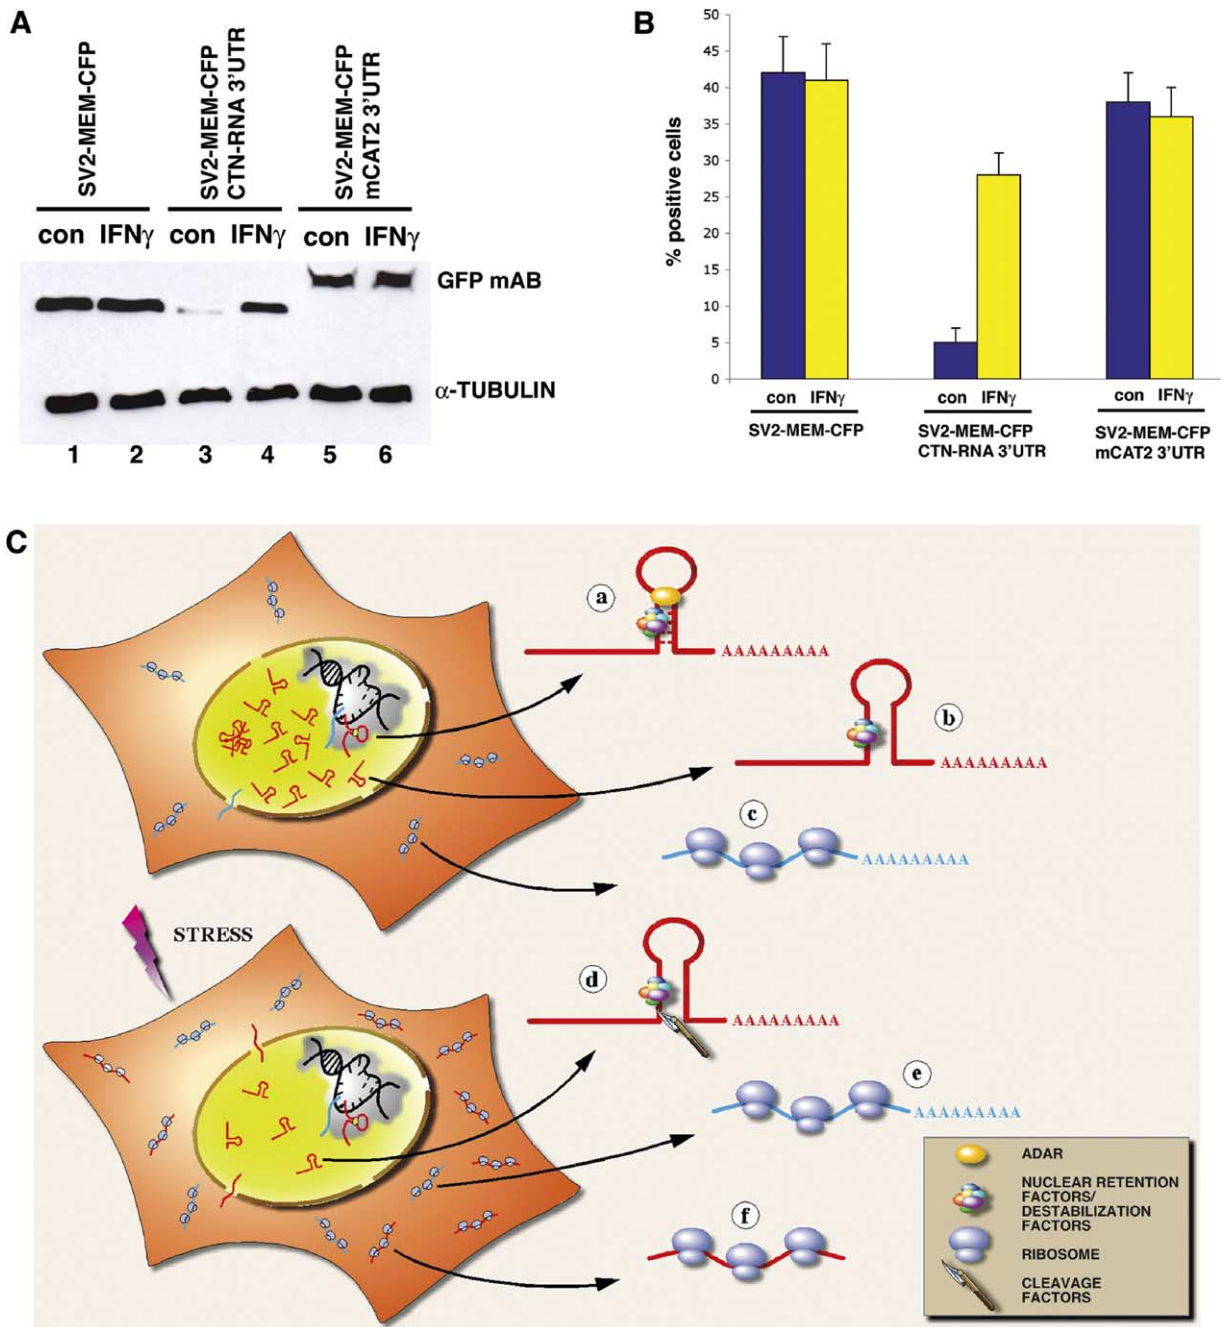 A
SV2-MEM-CFP
SV2-MEM-CFP
CTN-RNA 3'UTR
SV2-MEM-CFP
mCAT2 3'UTR
con IFNγ con IFNγ con IFNγ
GFP mAB
α-TUBULIN
1 2 3 4 5 6
B
% positive cells
50
45
40
35
30
25
20
15
10
5
0
con IFNγ con IFNγ con IFNγ
SV2-MEM-CFP
SV2-MEM-CFP
CTN-RNA 3'UTR
SV2-MEM-CFP
mCAT2 3'UTR
C
a
AAAAAAAAA
b
AAAAAAAAA
c
AAAAAAAAA
STRESS
d
AAAAAAAAA
e
AAAAAAAAA
f
ADAR
NUCLEAR RETENTION
FACTORS/
DESTABILIZATION
FACTORS
RIBOSOME
CLEAVAGE
FACTORS